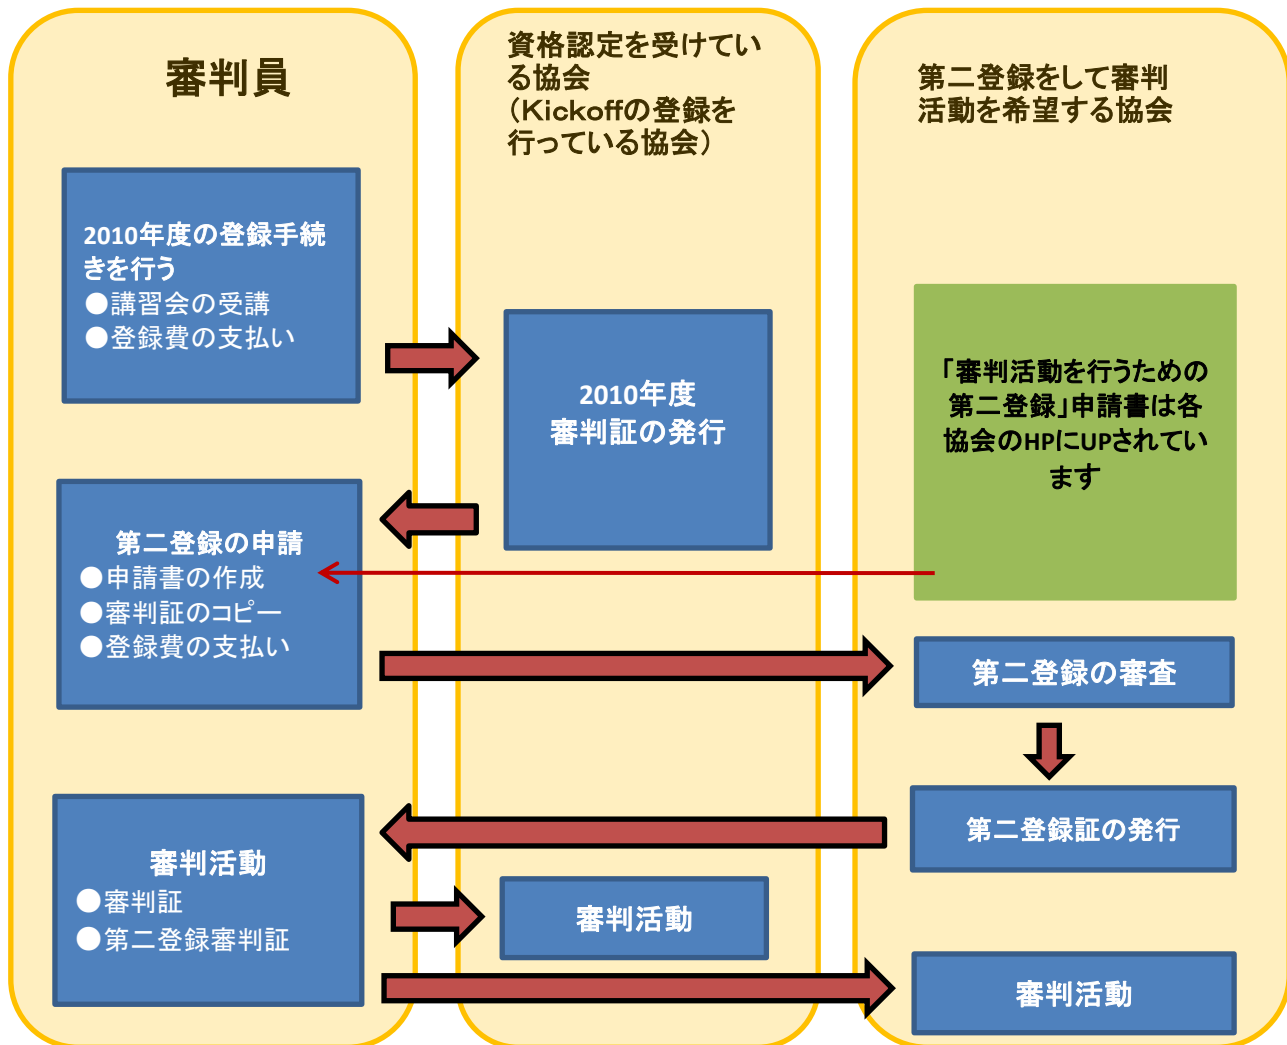 審判員
2010年度の登録手続
きを行う
●講習会の受講
●登録費の支払い
第二登録の申請
●申請書の作成
●審判証のコピー
●登録費の支払い
審判活動
●審判証
●第二登録審判証
資格認定を受けてい
る協会
（Kickoffの登録を
行っている協会）
2010年度
審判証の発行
審判活動
第二登録をして審判
活動を希望する協会
「審判活動を行うための
第二登録」申請書は各
協会のHPにUPされてい
ます
第二登録の審査
第二登録証の発行
審判活動